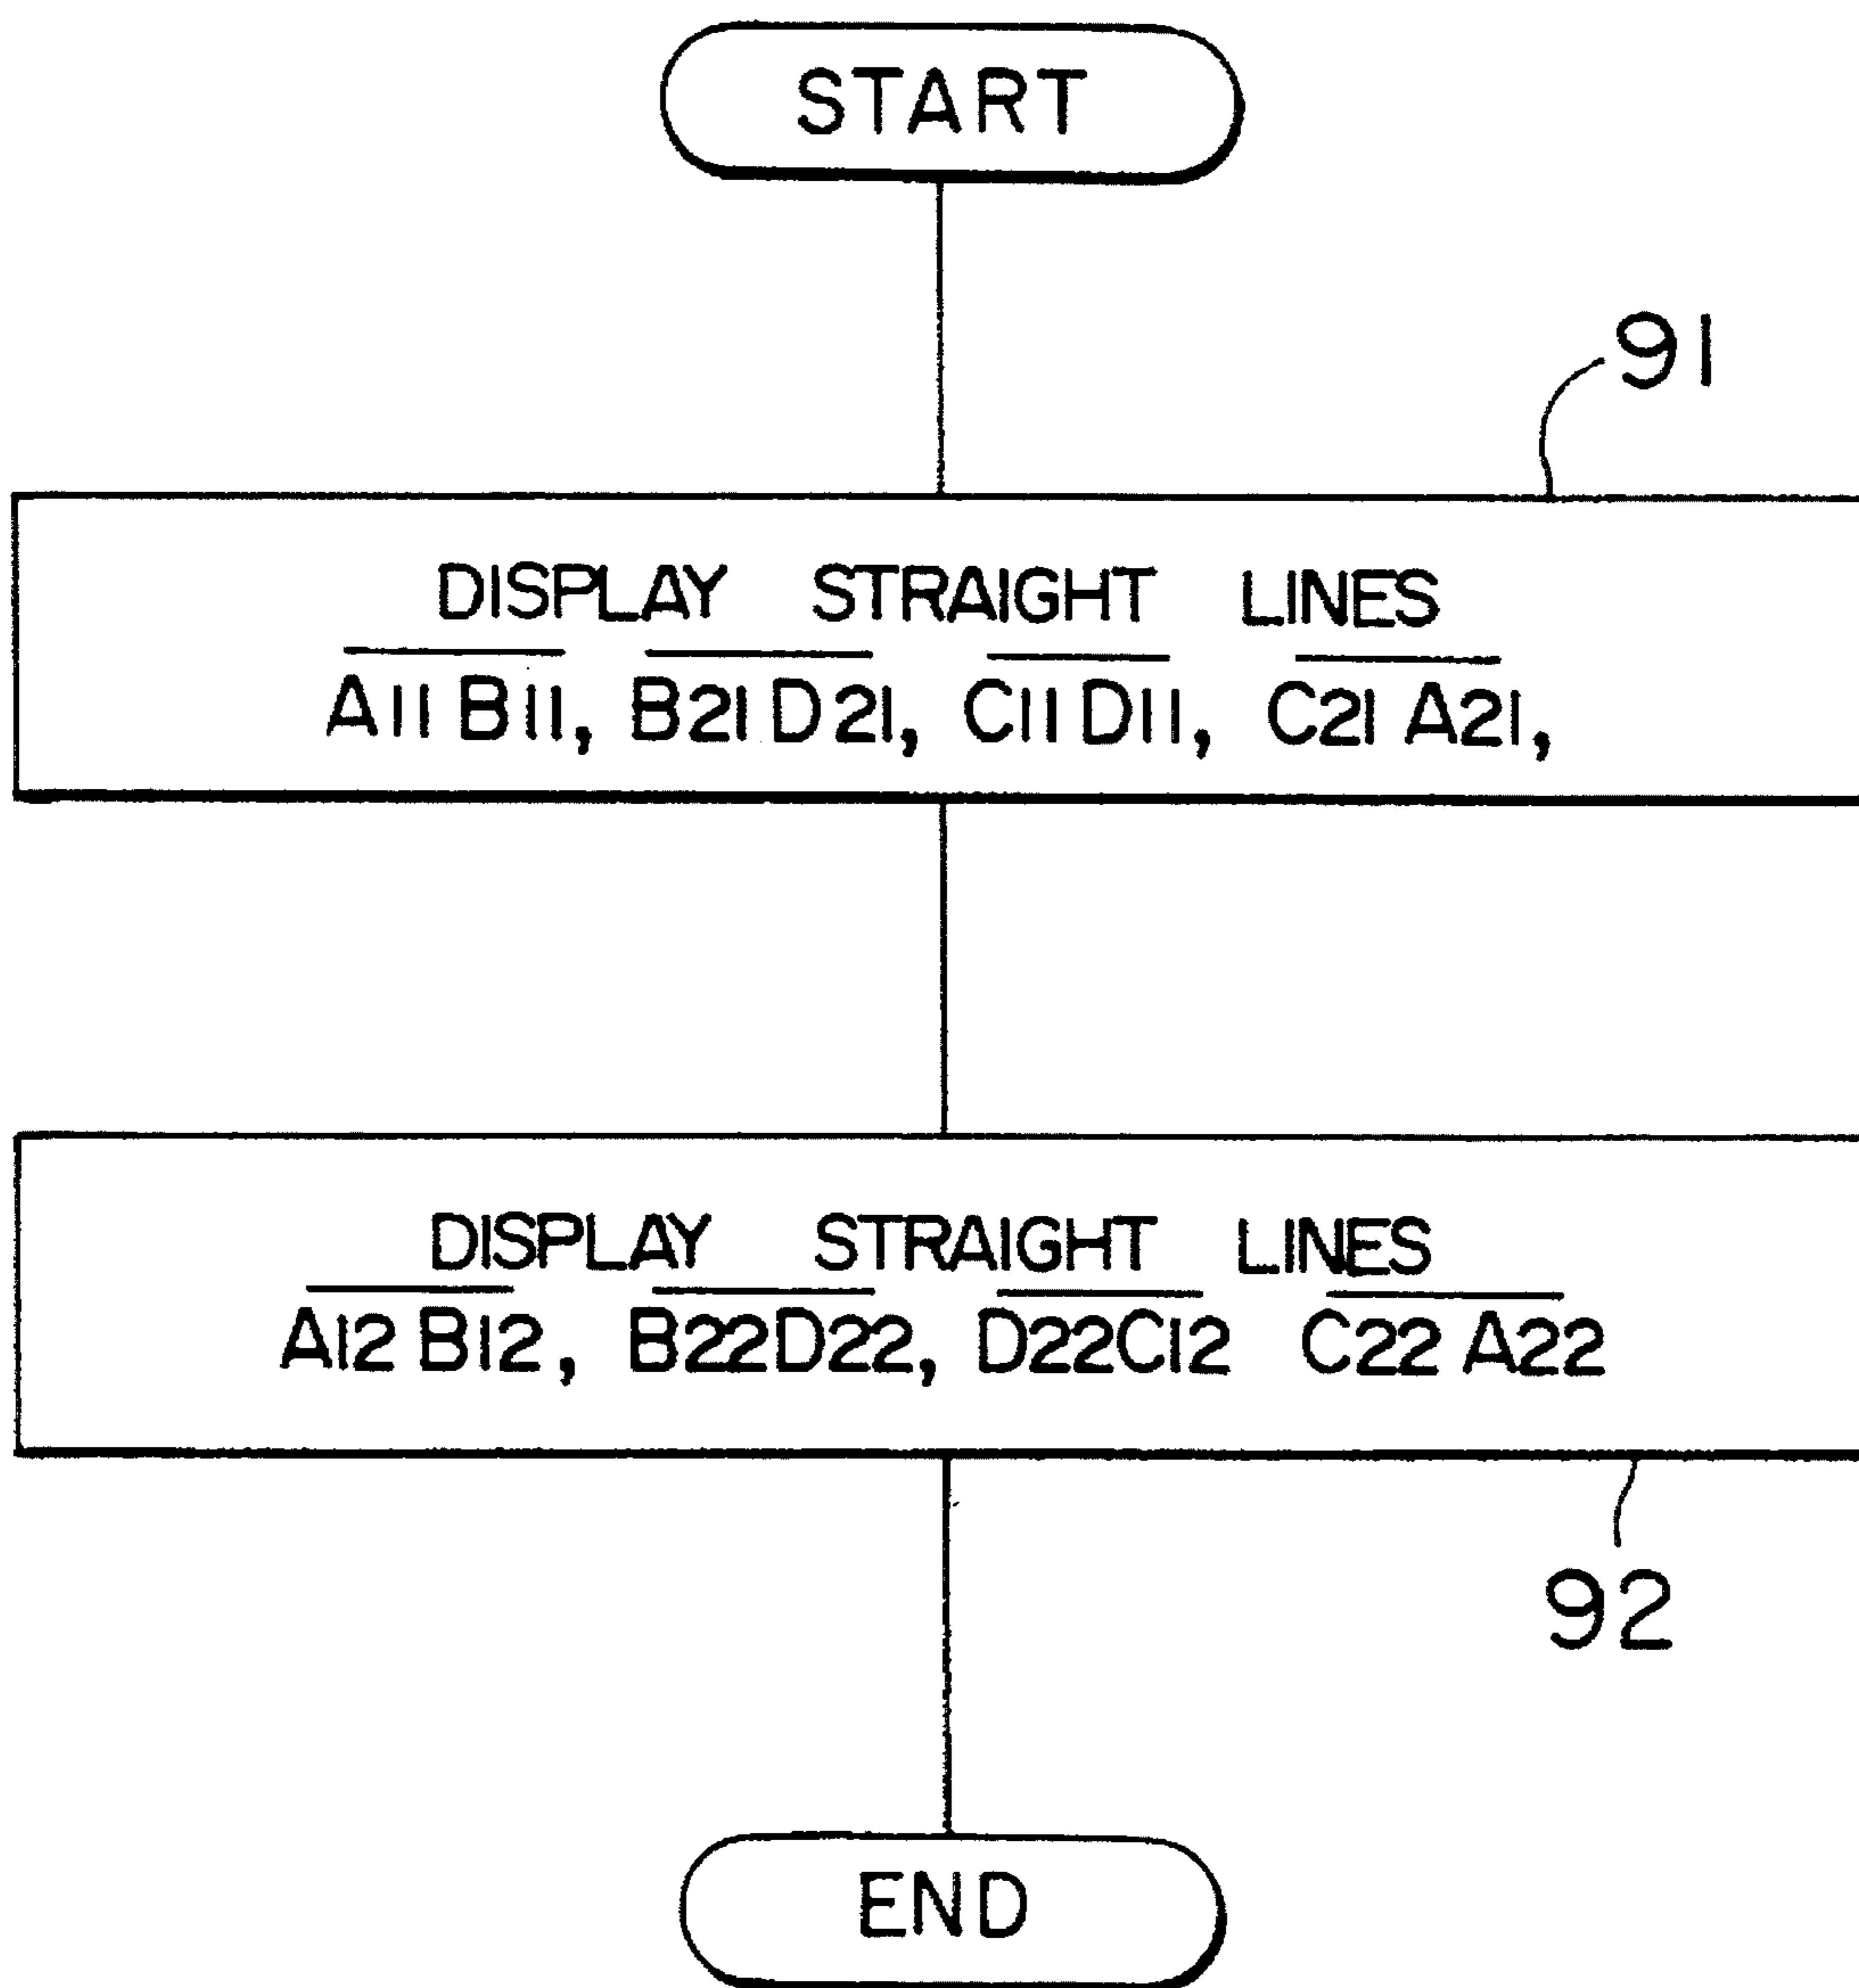 START
91
DISPLAY STRAIGHT LINES
A11 B11, B21 D21, C11 D11, C21 A21,
DISPLAY STRAIGHT LINES
A12 B12, B22D22, D22C12 C22 A22
92
END